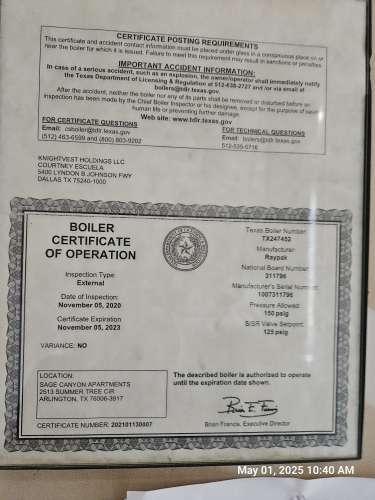 CERTIFICATE POSTING REQUIREMENTS
This certificate and accident contact information must be placed under glass in a conspicuous place on or
near the boiler for which it is issued. Failure to meet this requirement may result in sanctions or penalties.
IMPORTANT ACCIDENT INFORMATION:
In case of a serious accident, such as an explosion, the owner/operator shall immediately notify
the Texas Department of Licensing & Regulation at 512-638-2727 and /or via email at
boilers@tdlr.texas.gov
After the accident, neither the boiler nor any of its parts shall be removed or disturbed before an
inspection has been made by the Chief Boiler Inspector or his designee, except for the purpose of saving
human life or preventing further damage.
Web site: www.tdlr.texas.gov
FOR CERTIFICATE QUESTIONS
Email: csboiler@tdlr.texas.gov
(512) 463-6599 and (800) 803-9202
FOR TECHNICAL QUESTIONS
Email: boilers@tdlr.texas.gov
512-539-5716
KNIGHTVEST HOLDINGS LLC
COURTNEY ESCUELA
5400 LYNDON B JOHNSON FWY
DALLAS TX 75240-1000
BOILER
CERTIFICATE
OF OPERATION
Inspection Type:
External
Date of Inspection:
November 05, 2020
Certificate Expiration
November 05, 2023
VARIANCE: NO
Texas Boiler Number:
TX247452
Manufacturer:
Raypak
National Board Number:
311796
Manufacturer's Serial Number:
1007311796
Pressure Allowed:
150 psig
S/SR Valve Setpoint:
125 psig
LOCATION:
SAGE CANYON APARTMENTS
2513 SUMMER TREE CIR
ARLINGTON, TX 76006-3917
The described boiler is authorized to operate
until the expiration date shown.
CERTIFICATE NUMBER: 202101130807
Brian Francis, Executive Director
May 01, 2025 10:40 AM